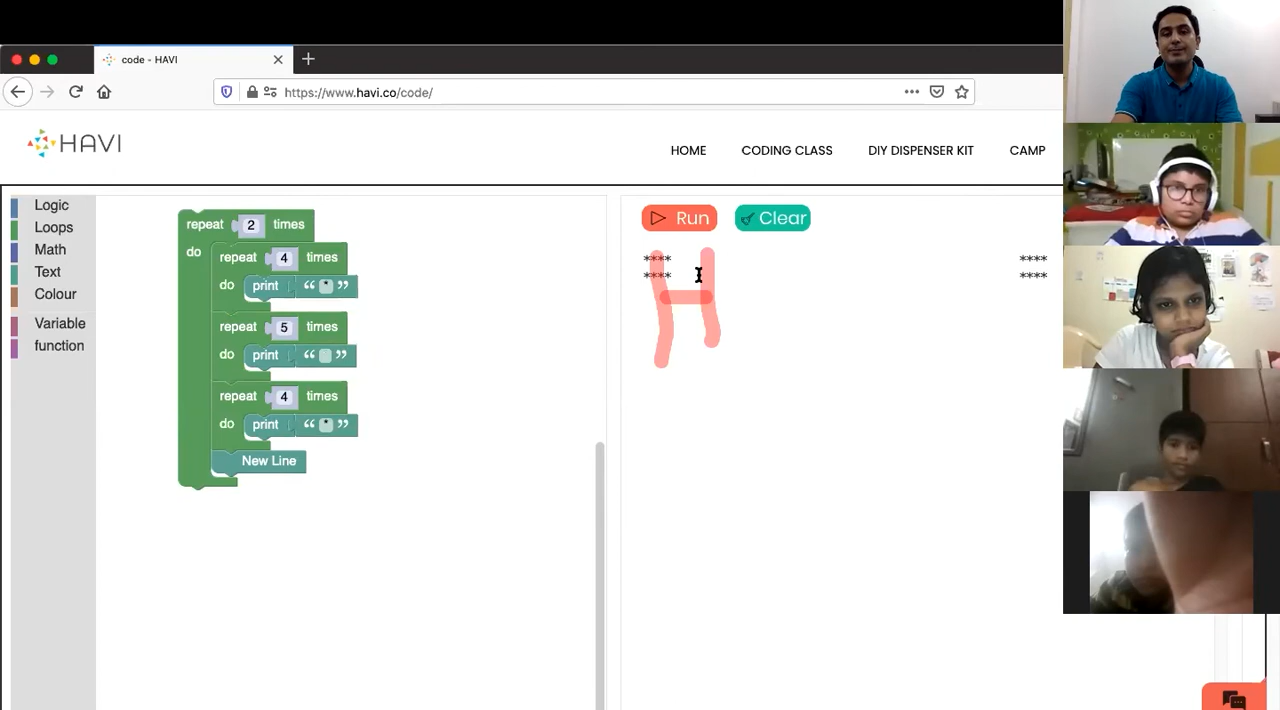 code - HAVI
https://www.havi.co/code/
HAVI
HOME CODING CLASS DIY DISPENSER KIT CAMP
Logic
Loops
Math
Text
Colour
Variable
function
repeat 2 times
do
repeat 4 times
do print “ * ”
repeat 5 times
do print “ ”
repeat 4 times
do print “ * ”
New Line
Run Clear
**** ****
**** ****
H